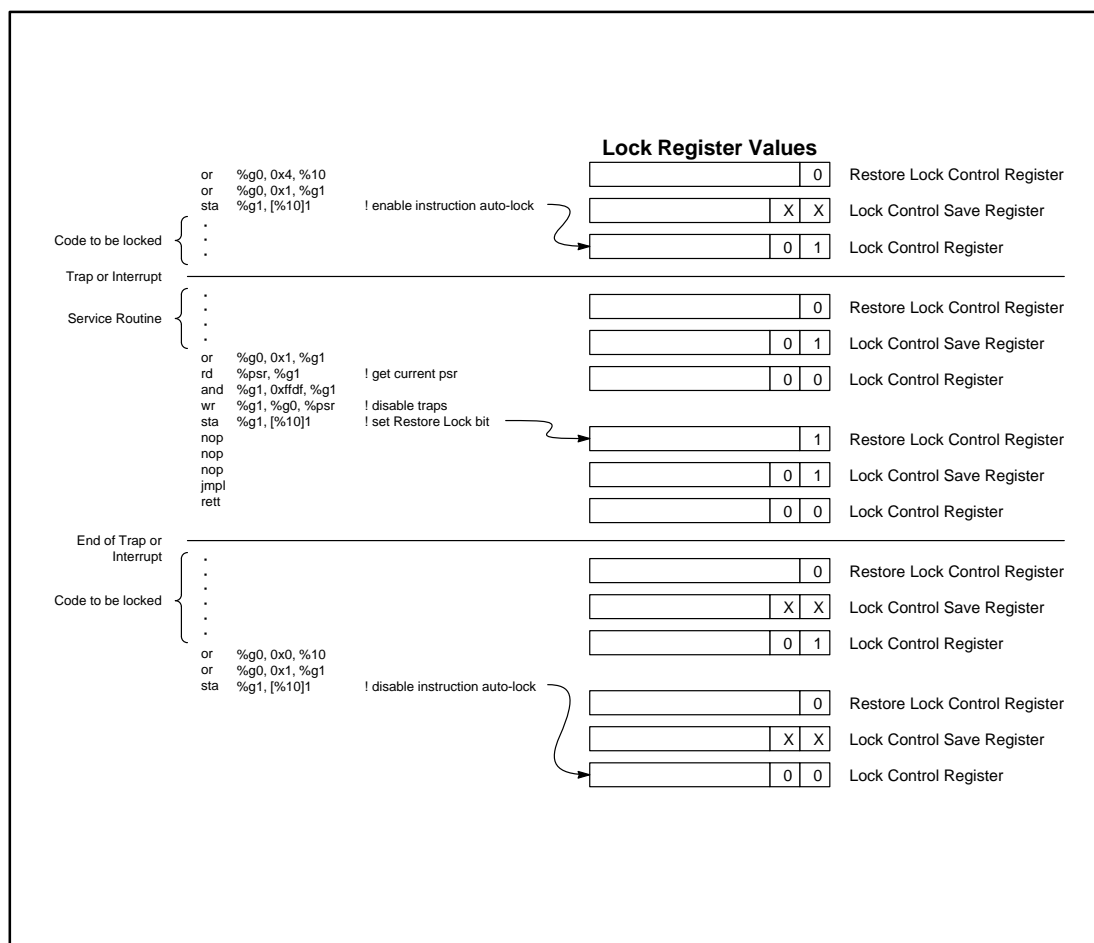 Lock Register Values
or %g0, 0x4, %10 0 Restore Lock Control Register
or %g0, 0x1, %g1
sta %g1, [%10]1 ! enable instruction auto-lock X X Lock Control Save Register
.
Code to be locked . 0 1 Lock Control Register
.
Trap or Interrupt
.
. 0 Restore Lock Control Register
Service Routine .
. 0 1 Lock Control Save Register
or %g0, 0x1, %g1
rd %psr, %g1 ! get current psr 0 0 Lock Control Register
and %g1, 0xffdf, %g1
wr %g1, %g0, %psr ! disable traps
sta %g1, [%10]1 ! set Restore Lock bit
nop 1 Restore Lock Control Register
nop
nop 0 1 Lock Control Save Register
jmpl
rett 0 0 Lock Control Register
End of Trap or
Interrupt
.
. 0 Restore Lock Control Register
.
Code to be locked . X X Lock Control Save Register
.
. 0 1 Lock Control Register
or %g0, 0x0, %10
or %g0, 0x1, %g1
sta %g1, [%10]1 ! disable instruction auto-lock
0 Restore Lock Control Register
X X Lock Control Save Register
0 0 Lock Control Register